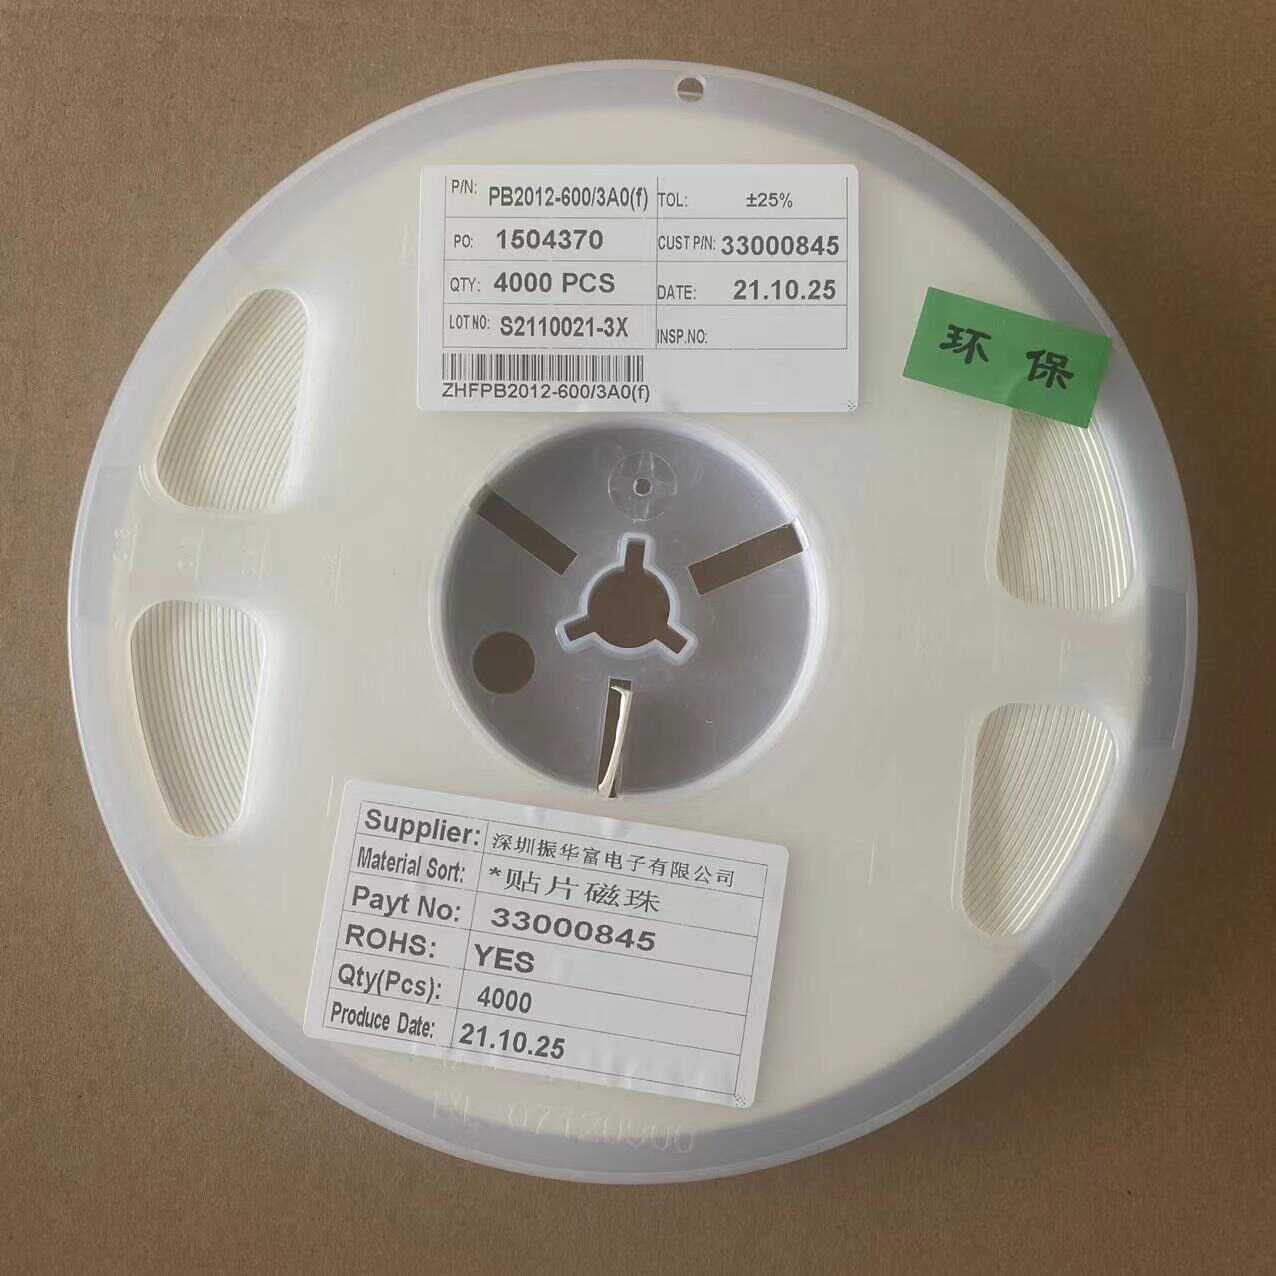 P/N: PB2012-600/3A0(f) TOL: ±25%
PO: 1504370 CUST P/N: 33000845
QTY: 4000 PCS DATE: 21.10.25
LOT NO: S2110021-3X INSP.NO:
ZHFPB2012-600/3A0(f)
环保
Supplier: 深圳振华富电子有限公司
Material Sort: *贴片磁珠
Payt No: 33000845
ROHS: YES
Qty(Pcs): 4000
Produce Date: 21.10.25